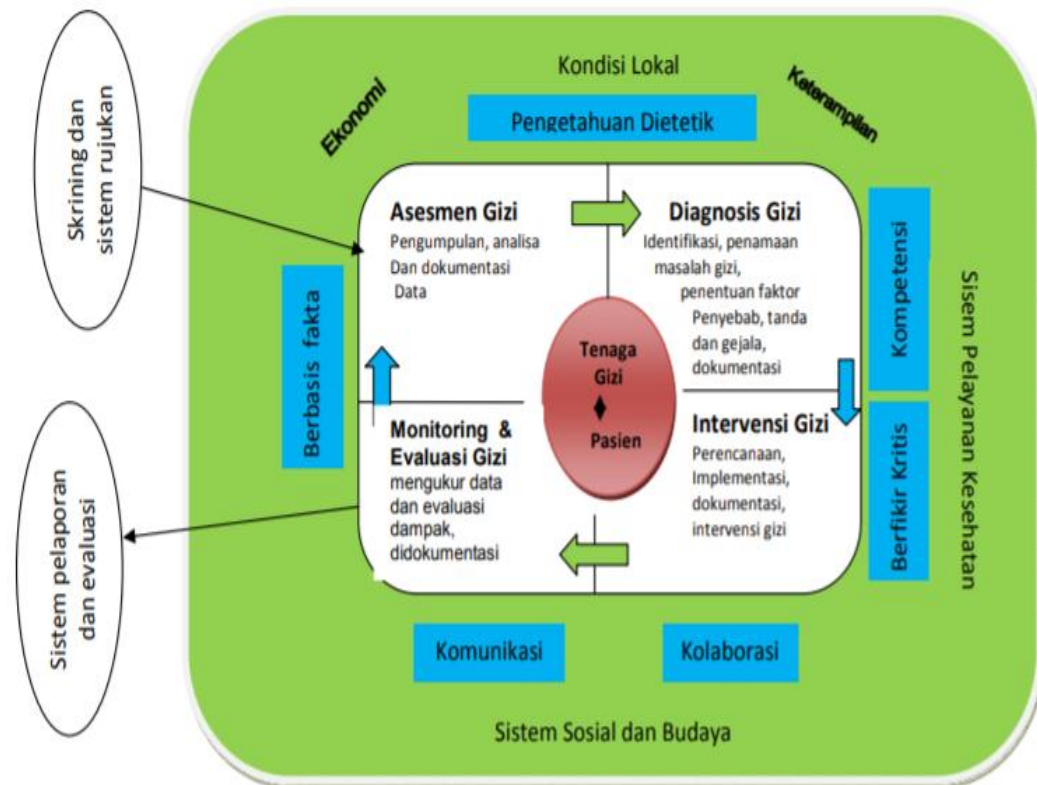 Skrining dan
sistem rujukan
Sistem pelaporan
dan evaluasi
Kondisi Lokal
Ekonomi
Keterampilan
Pengetahuan Dietetik
Berbasis fakta
Kompetensi
Berfikir Kritis
Sisem Pelayanan Kesehatan
Asesmen Gizi
Pengumpulan, analisa
Dan dokumentasi
Data
Diagnosis Gizi
Identifikasi, penamaan
masalah gizi,
penentuan faktor
Penyebab, tanda
dan gejala,
dokumentasi
Tenaga
Gizi
Pasien
Monitoring &
Evaluasi Gizi
mengukur data
dan evaluasi
dampak,
didokumentasi
Intervensi Gizi
Perencanaan,
Implementasi,
dokumentasi,
intervensi gizi
Komunikasi
Kolaborasi
Sistem Sosial dan Budaya